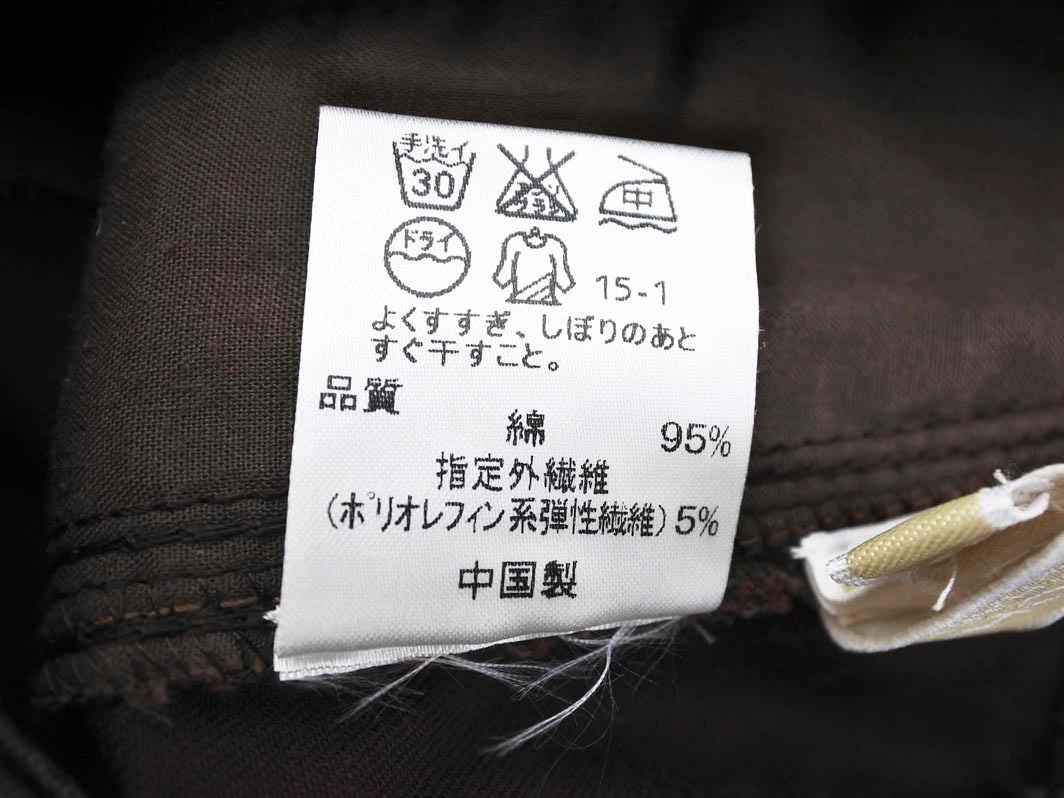 手洗イ
30
エンソサラシ
中
ドライ
15-1
よくすすぎ、しぼりのあと
すぐ干すこと。
品質
綿 95%
指定外繊維
(ポリオレフィン系弾性繊維) 5%
中国製